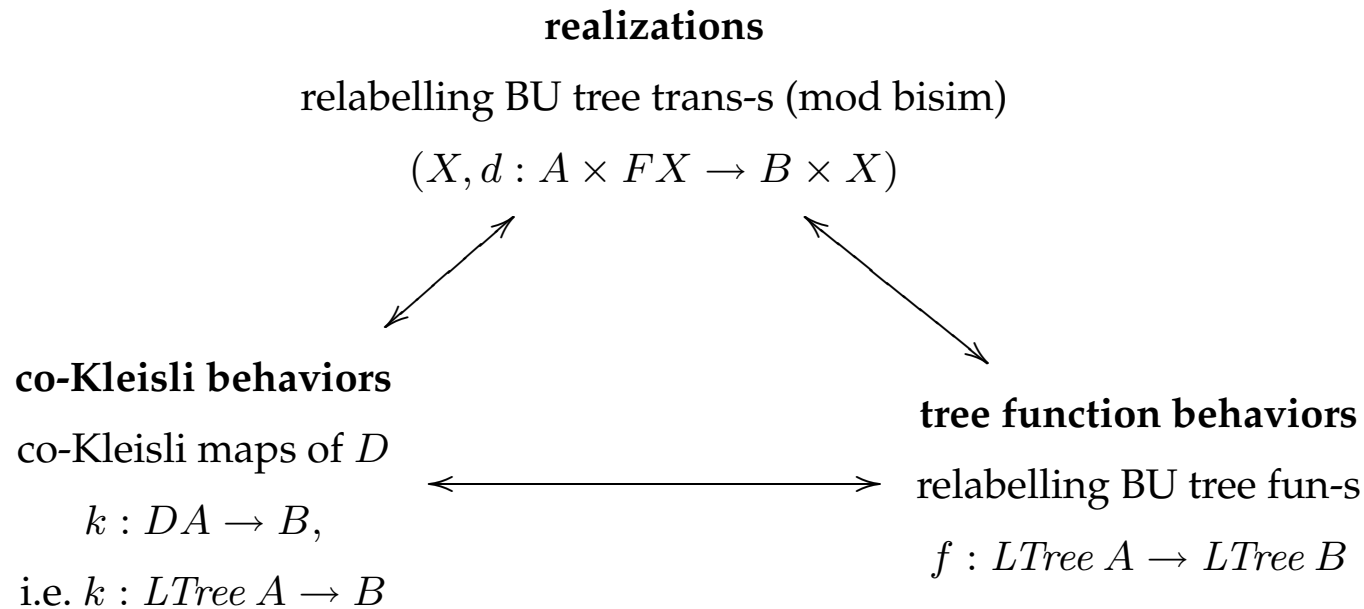 realizations
relabelling BU tree trans-s (mod bisim)
(X, d : A × FX → B × X)
co-Kleisli behaviors
co-Kleisli maps of D
k : DA → B,
i.e. k : LTree A → B
tree function behaviors
relabelling BU tree fun-s
f : LTree A → LTree B